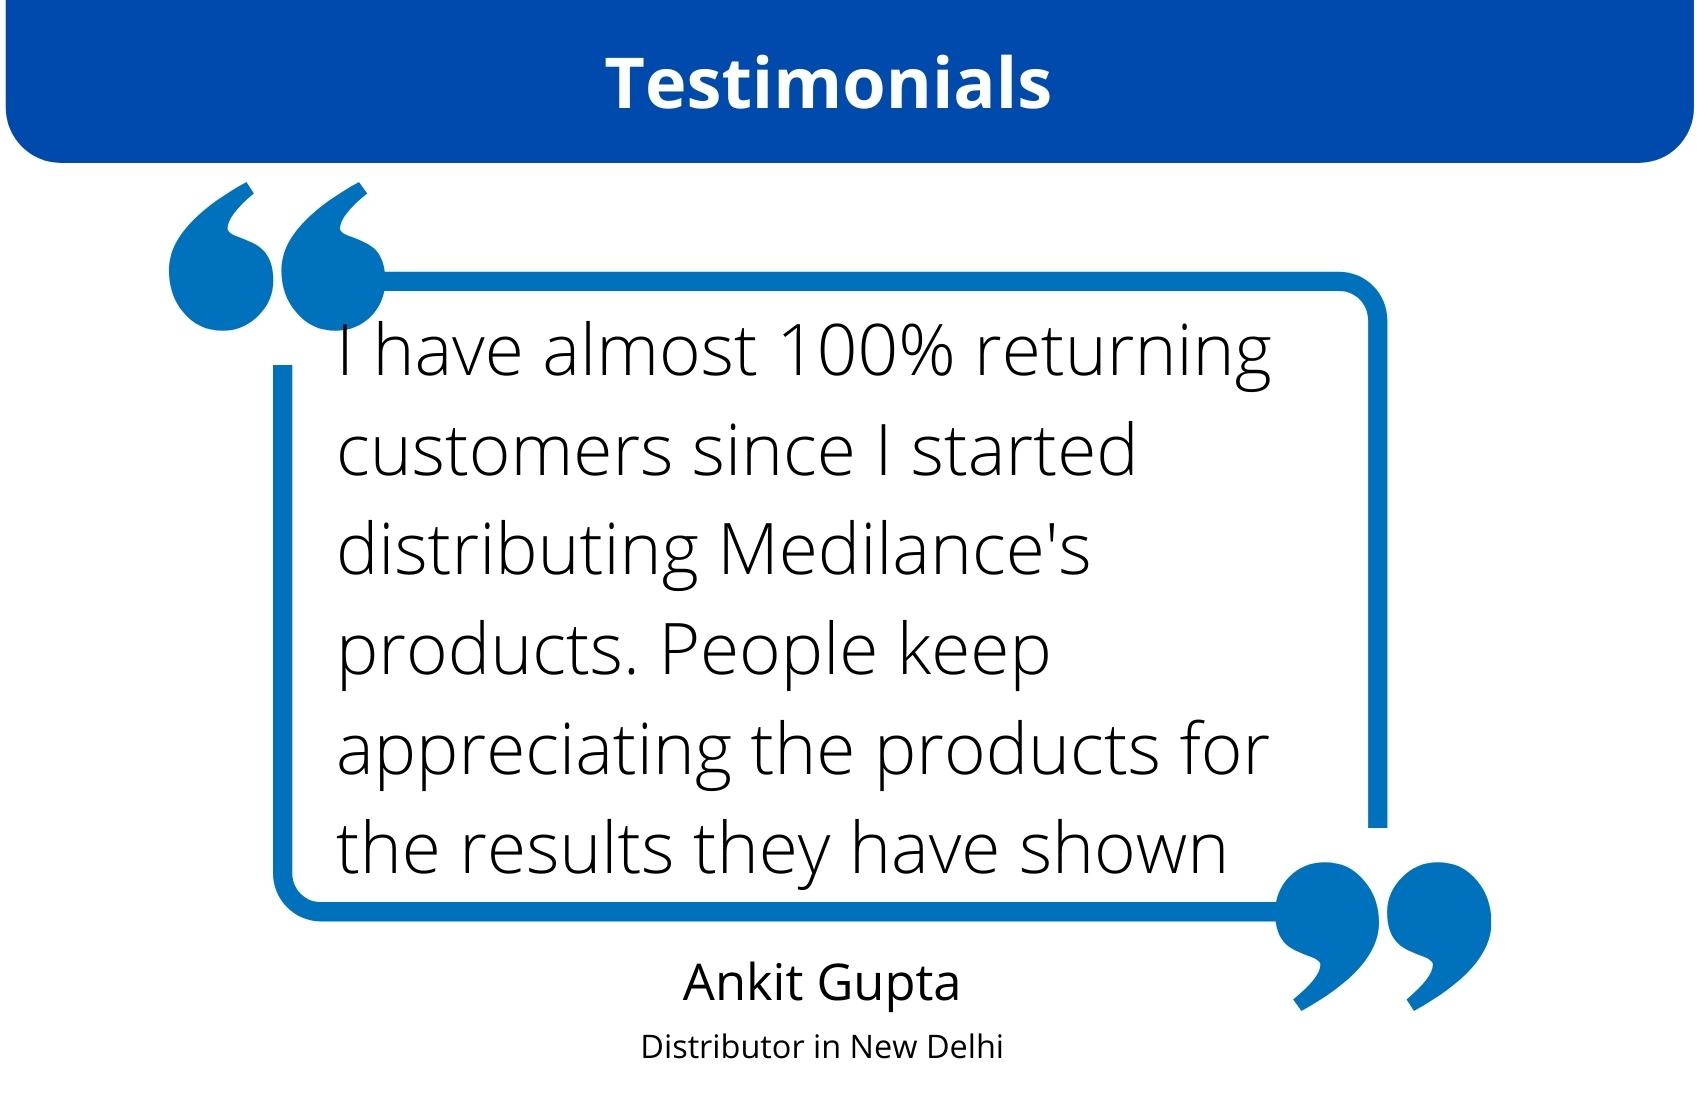 Testimonials
I have almost 100% returning
customers since I started
distributing Medilance's
products. People keep
appreciating the products for
the results they have shown
Ankit Gupta
Distributor in New Delhi